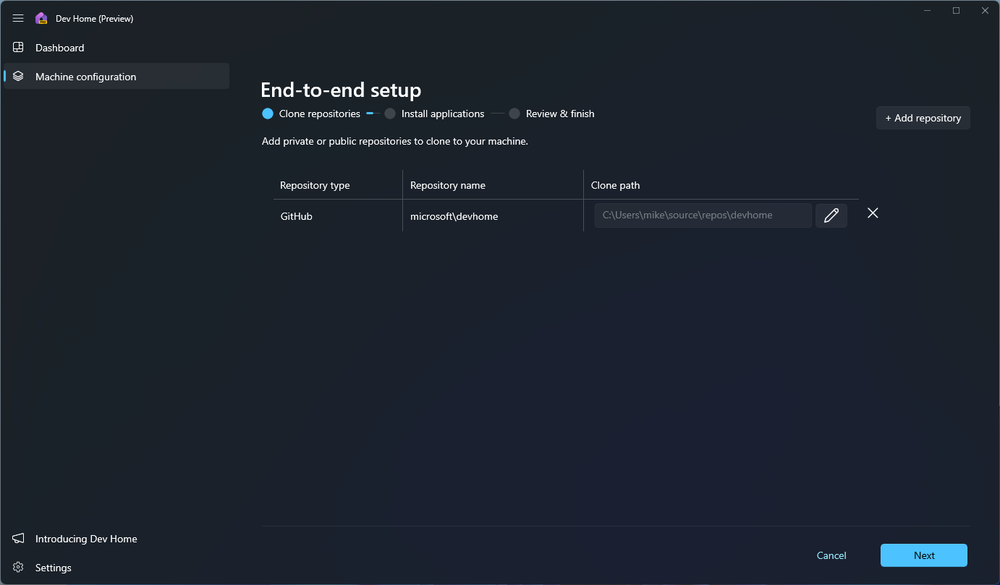 Dev Home (Preview)
Dashboard
Machine configuration
End-to-end setup
Clone repositories Install applications Review & finish
+ Add repository
Add private or public repositories to clone to your machine.
Repository type Repository name Clone path
GitHub microsoft\devhome C:\Users\mike\source\repos\devhome
Introducing Dev Home
Settings
Cancel Next